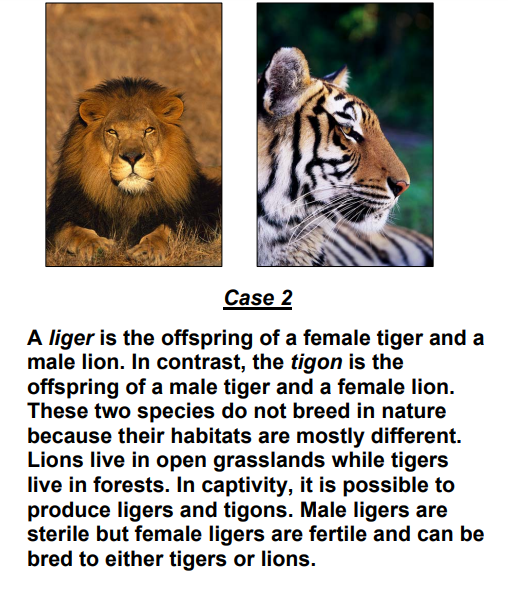 Case 2
A liger is the offspring of a female tiger and a
male lion. In contrast, the tigon is the
offspring of a male tiger and a female lion.
These two species do not breed in nature
because their habitats are mostly different.
Lions live in open grasslands while tigers
live in forests. In captivity, it is possible to
produce ligers and tigons. Male ligers are
sterile but female ligers are fertile and can be
bred to either tigers or lions.